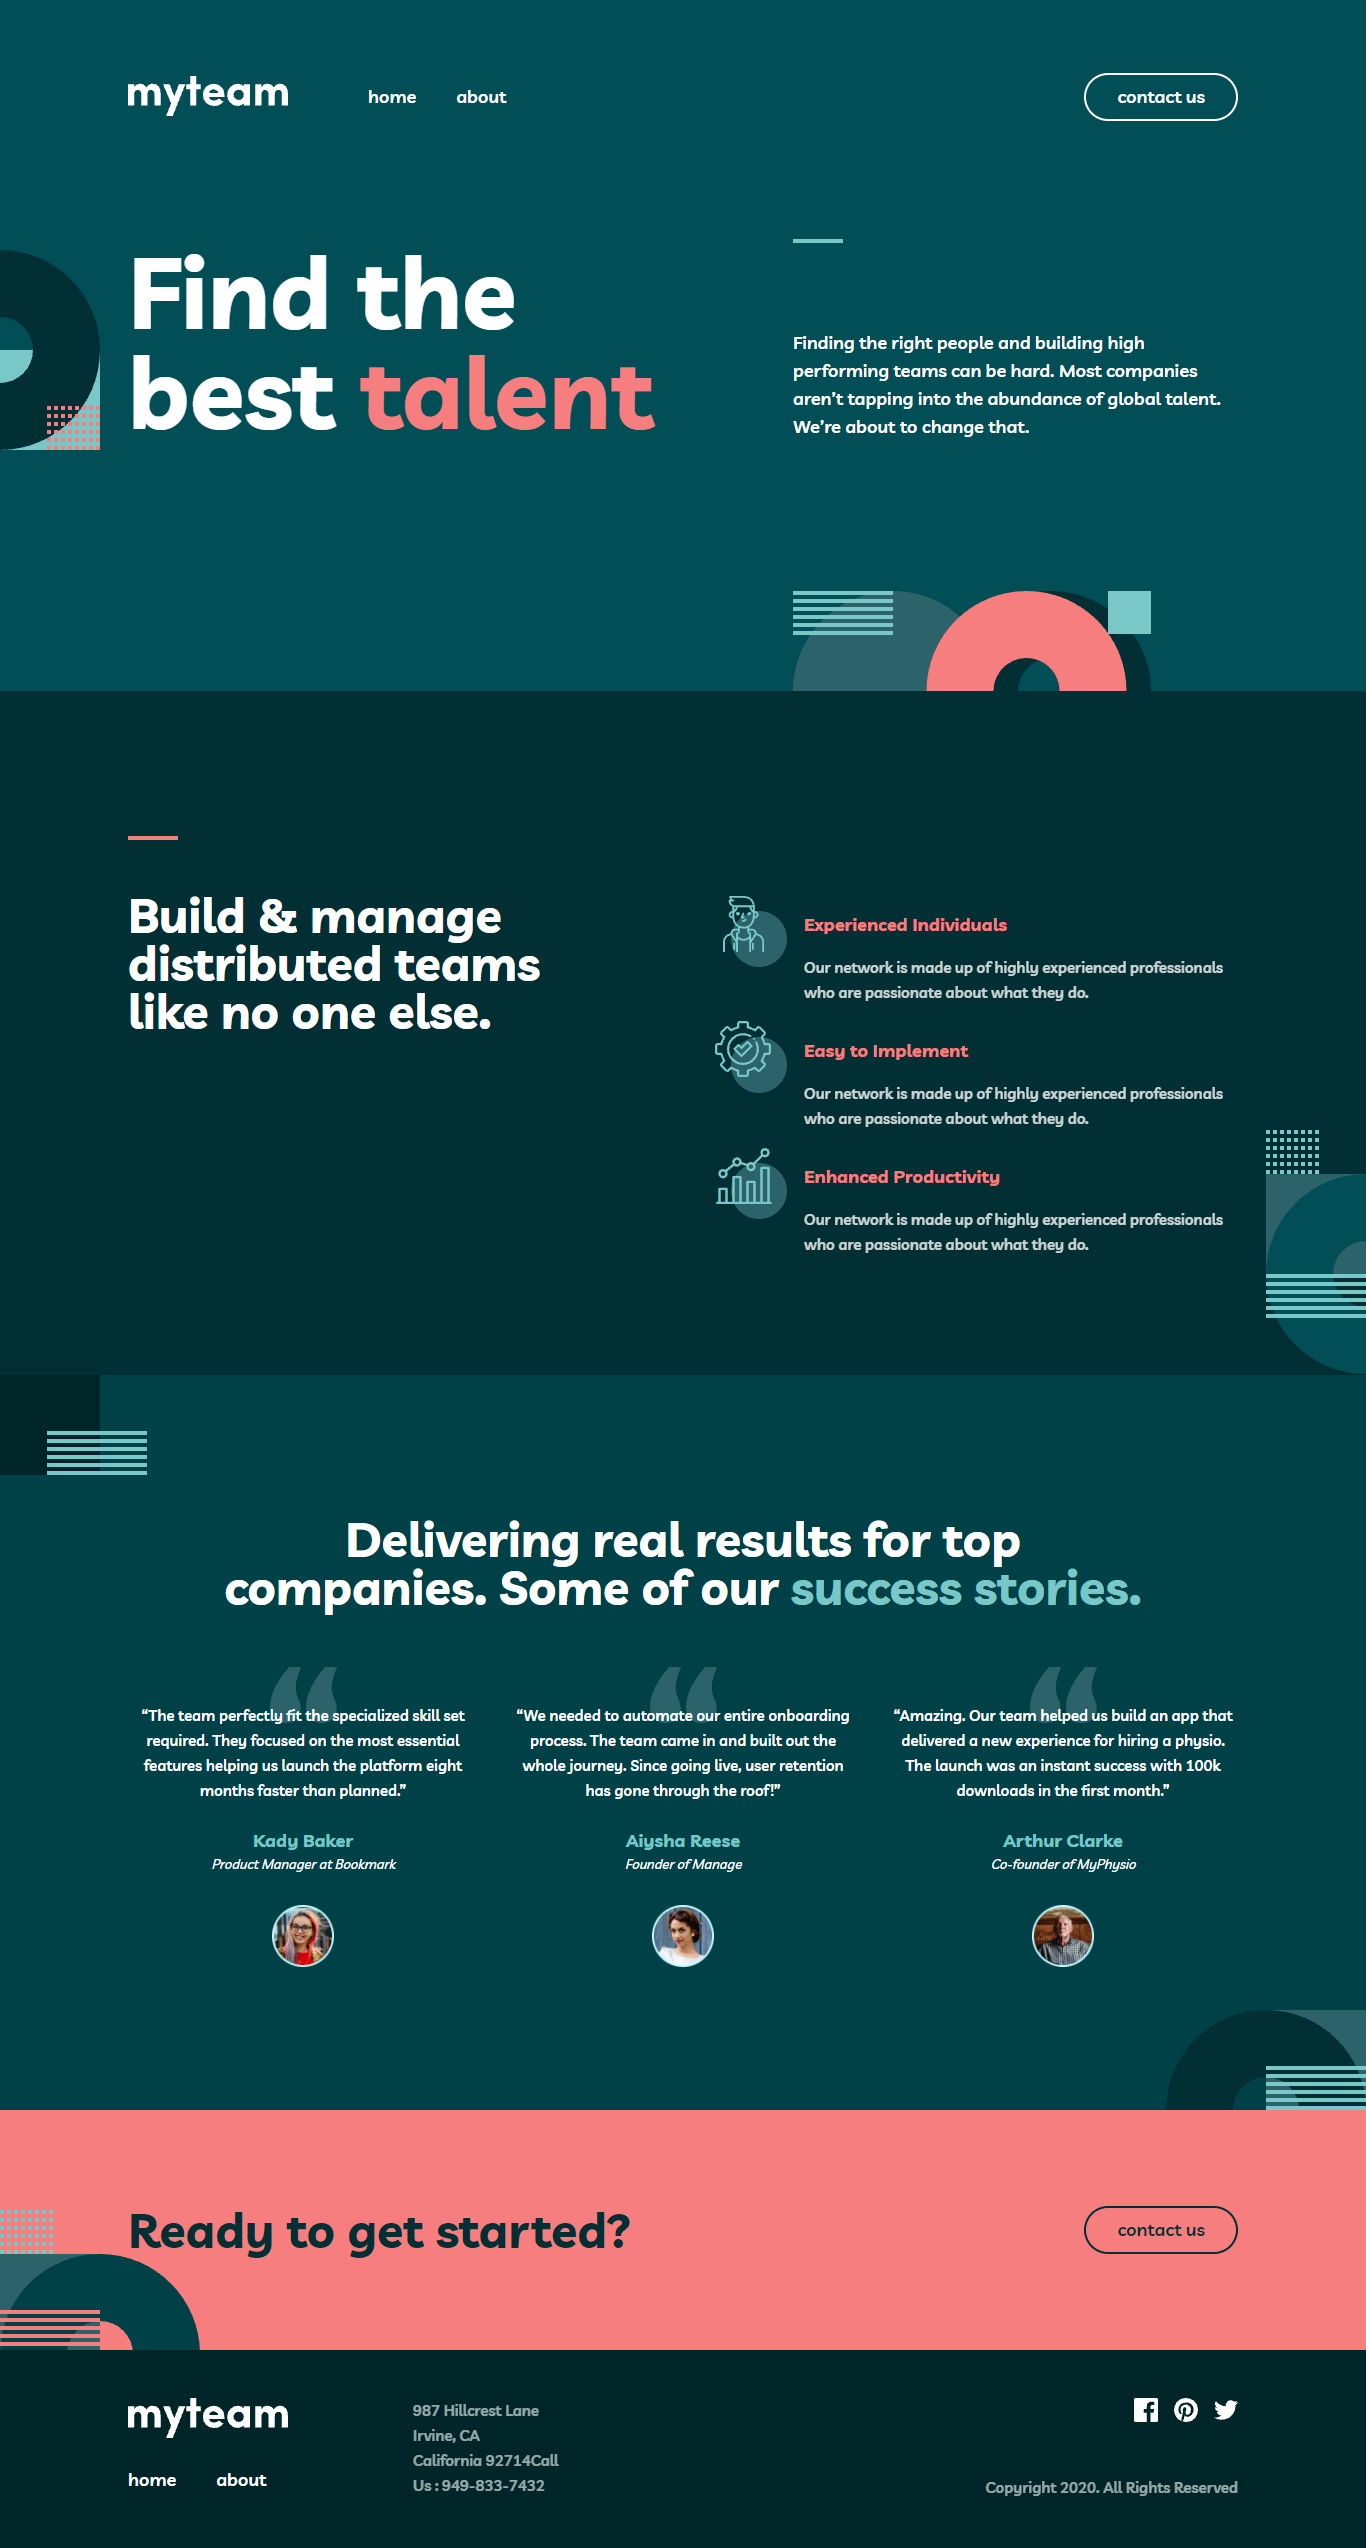 myteam
home
about
contact us
Find the
best talent
Finding the right people and building high
performing teams can be hard. Most companies
aren’t tapping into the abundance of global talent.
We’re about to change that.
Build & manage
distributed teams
like no one else.
Experienced Individuals
Our network is made up of highly experienced professionals
who are passionate about what they do.
Easy to Implement
Our network is made up of highly experienced professionals
who are passionate about what they do.
Enhanced Productivity
Our network is made up of highly experienced professionals
who are passionate about what they do.
Delivering real results for top
companies. Some of our success stories.
“The team perfectly fit the specialized skill set
required. They focused on the most essential
features helping us launch the platform eight
months faster than planned.”
Kady Baker
Product Manager at Bookmark
“We needed to automate our entire onboarding
process. The team came in and built out the
whole journey. Since going live, user retention
has gone through the roof!”
Aiysha Reese
Founder of Manage
“Amazing. Our team helped us build an app that
delivered a new experience for hiring a physio.
The launch was an instant success with 100k
downloads in the first month.”
Arthur Clarke
Co-founder of MyPhysio
Ready to get started?
contact us
myteam
home
about
987 Hillcrest Lane
Irvine, CA
California 92714Call
Us : 949-833-7432
Copyright 2020. All Rights Reserved